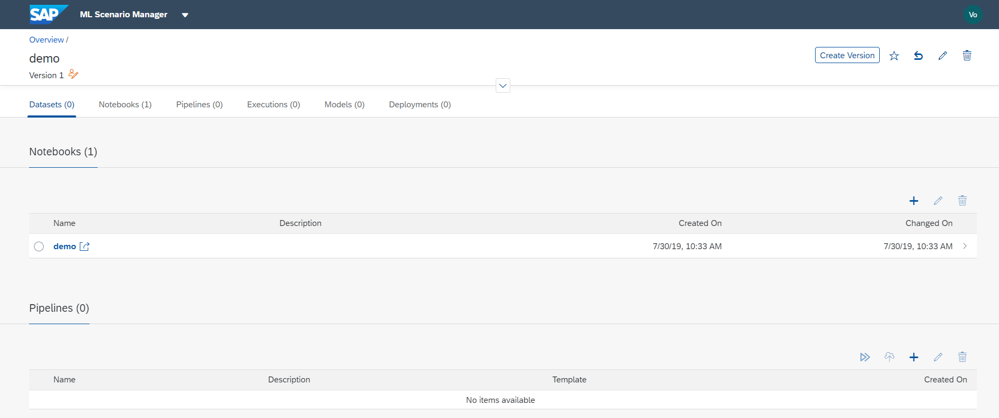 SAP ML Scenario Manager Vo
Overview /
demo
Create Version
Version 1
Datasets (0) Notebooks (1) Pipelines (0) Executions (0) Models (0) Deployments (0)
Notebooks (1)
Name Description Created On Changed On
demo 7/30/19, 10:33 AM 7/30/19, 10:33 AM
Pipelines (0)
Name Description Template Created On
No items available